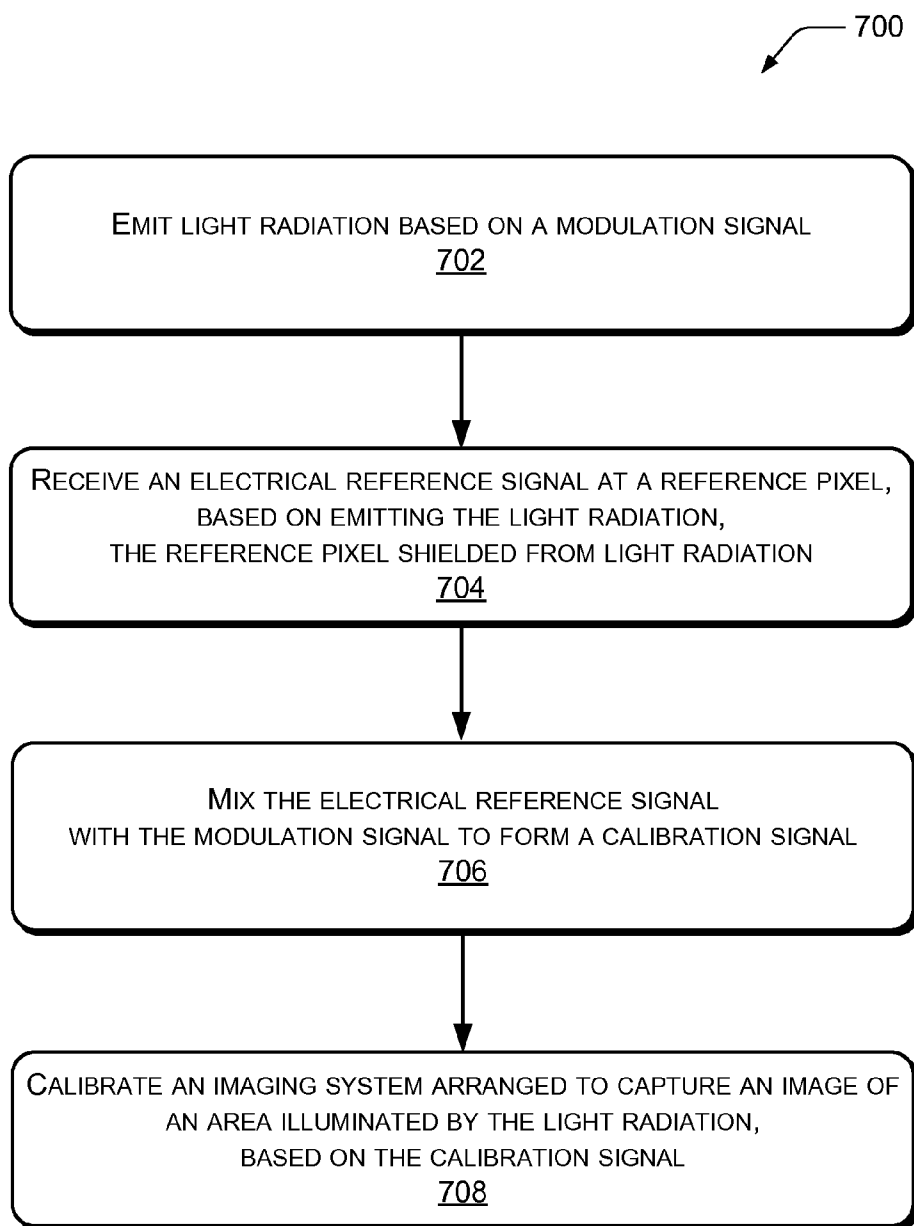 700
EMIT LIGHT RADIATION BASED ON A MODULATION SIGNAL
702
RECEIVE AN ELECTRICAL REFERENCE SIGNAL AT A REFERENCE PIXEL,
BASED ON EMITTING THE LIGHT RADIATION,
THE REFERENCE PIXEL SHIELDED FROM LIGHT RADIATION
704
MIX THE ELECTRICAL REFERENCE SIGNAL
WITH THE MODULATION SIGNAL TO FORM A CALIBRATION SIGNAL
706
CALIBRATE AN IMAGING SYSTEM ARRANGED TO CAPTURE AN IMAGE OF
AN AREA ILLUMINATED BY THE LIGHT RADIATION,
BASED ON THE CALIBRATION SIGNAL
708